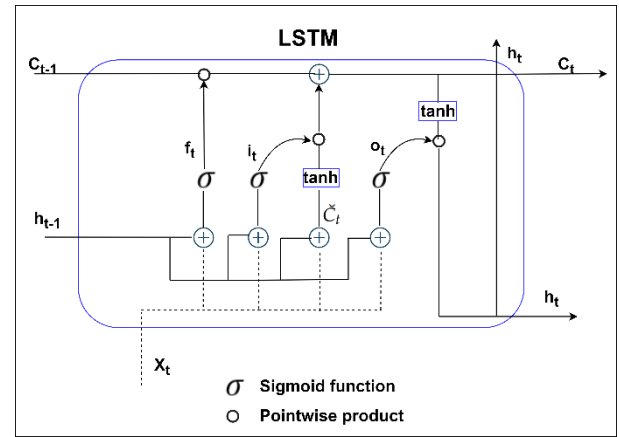 LSTM
h_t
C_{t-1}
C_t
+
tanh
f_t
i_t
o_t
σ
σ
tanh
σ
Č_t
h_{t-1}
+
+
+
+
h_t
X_t
σ Sigmoid function
Pointwise product